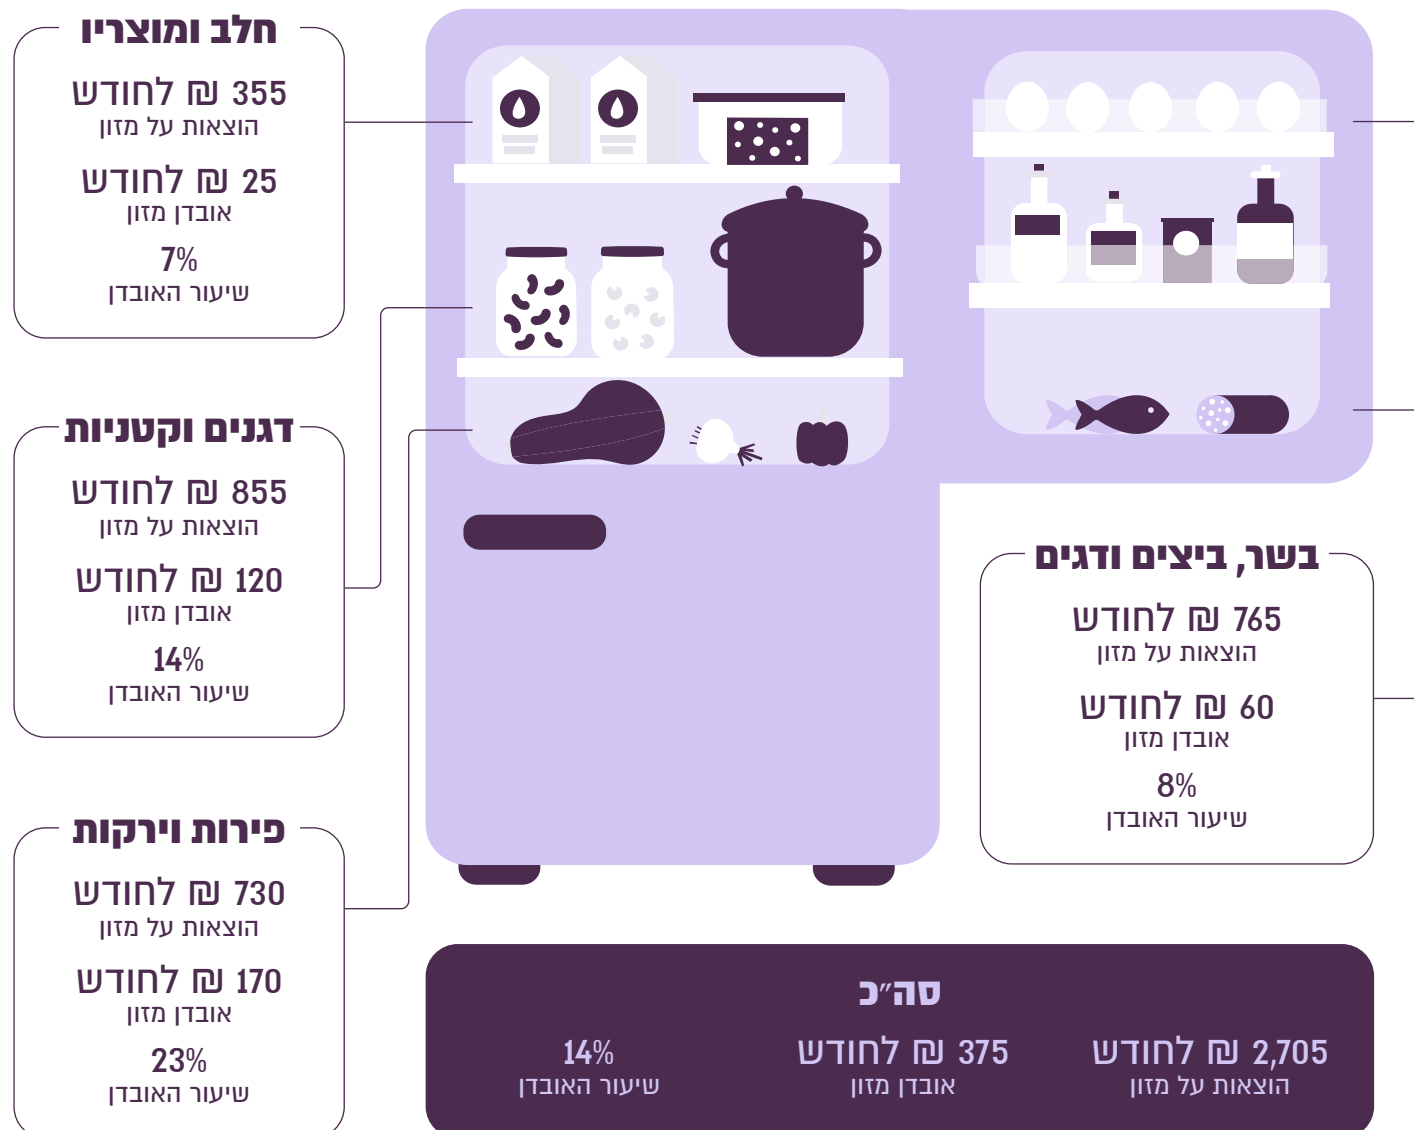 חלב ומוצריו
355 ₪ לחודש
הוצאות על מזון
25 ₪ לחודש
אובדן מזון
7%
שיעור האובדן
דגנים וקטניות
855 ₪ לחודש
הוצאות על מזון
120 ₪ לחודש
אובדן מזון
14%
שיעור האובדן
פירות וירקות
730 ₪ לחודש
הוצאות על מזון
170 ₪ לחודש
אובדן מזון
23%
שיעור האובדן
בשר, ביצים ודגים
765 ₪ לחודש
הוצאות על מזון
60 ₪ לחודש
אובדן מזון
8%
שיעור האובדן
סה״כ
2,705 ₪ לחודש
הוצאות על מזון
375 ₪ לחודש
אובדן מזון
14%
שיעור האובדן